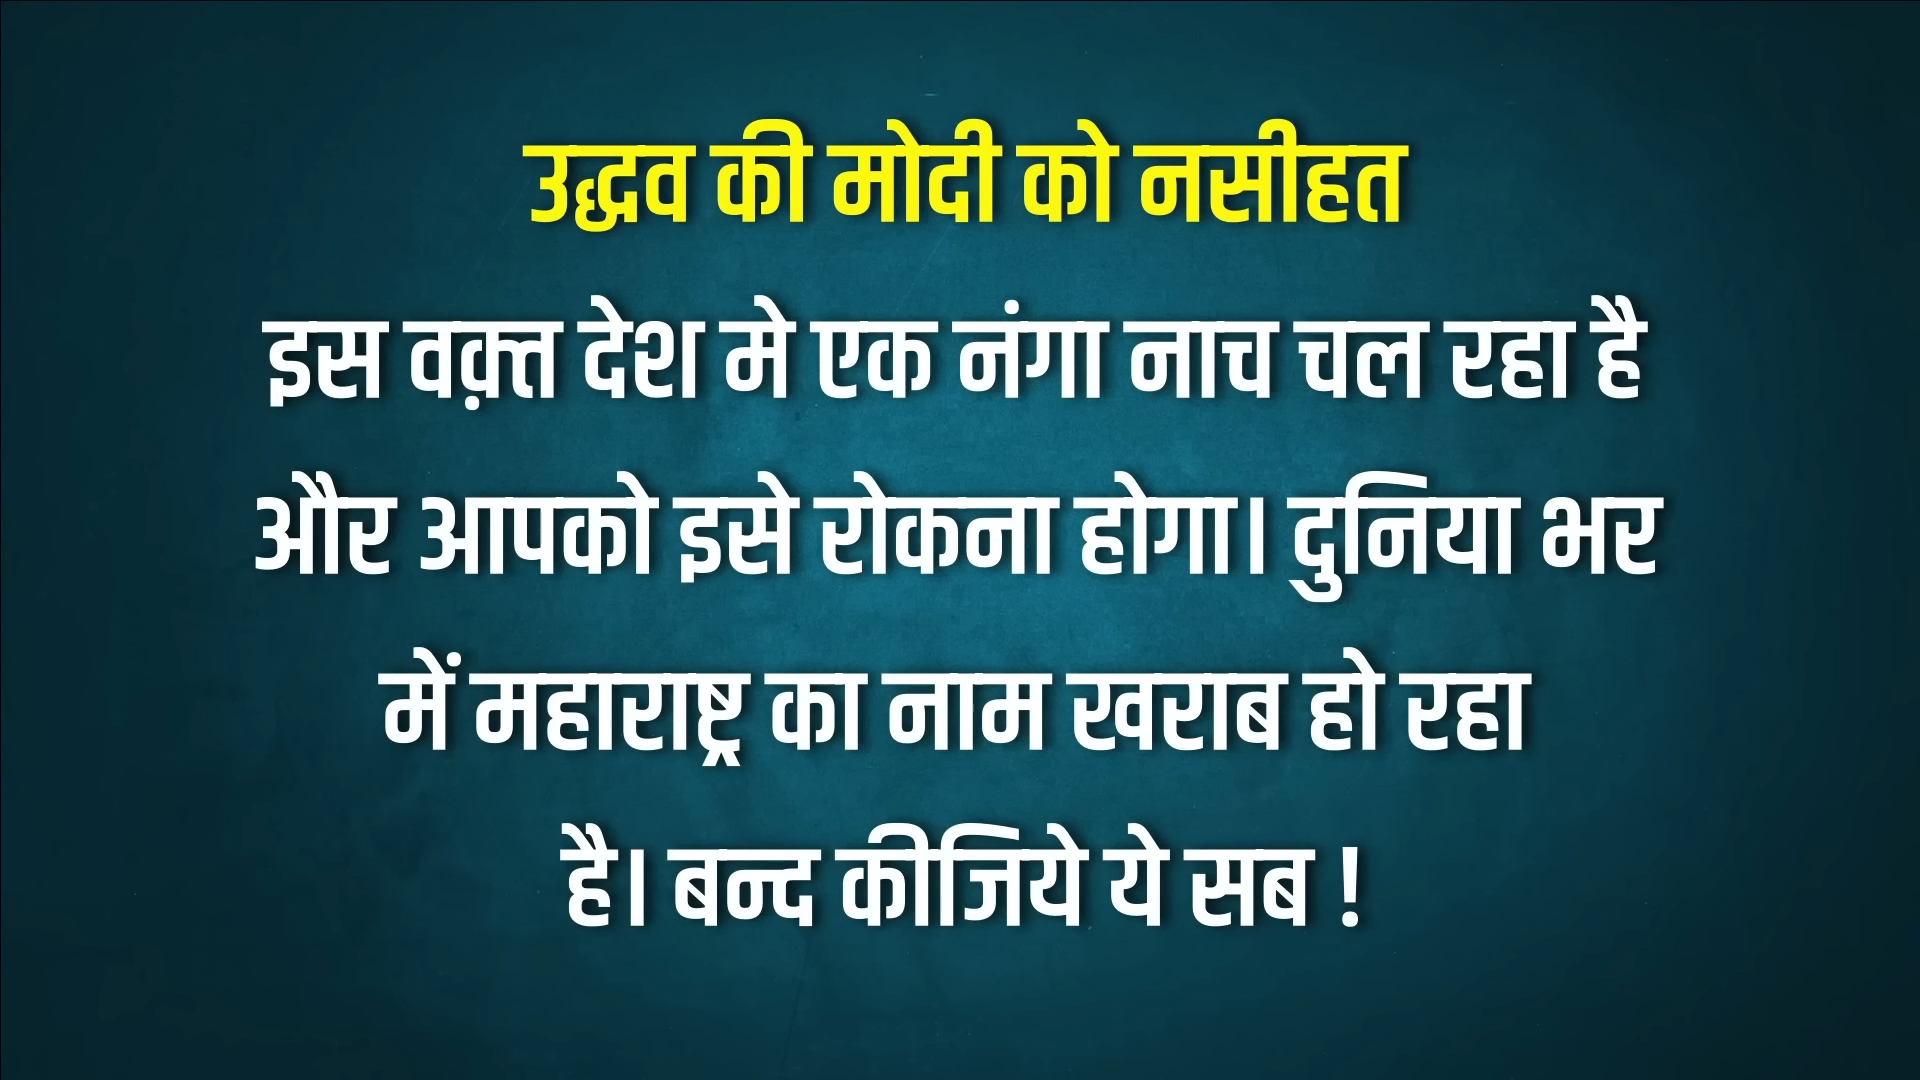 उद्धव की मोदी को नसीहत
इस वक़्त देश मे एक नंगा नाच चल रहा है
और आपको इसे रोकना होगा। दुनिया भर
में महाराष्ट्र का नाम खराब हो रहा
है। बन्द कीजिये ये सब !